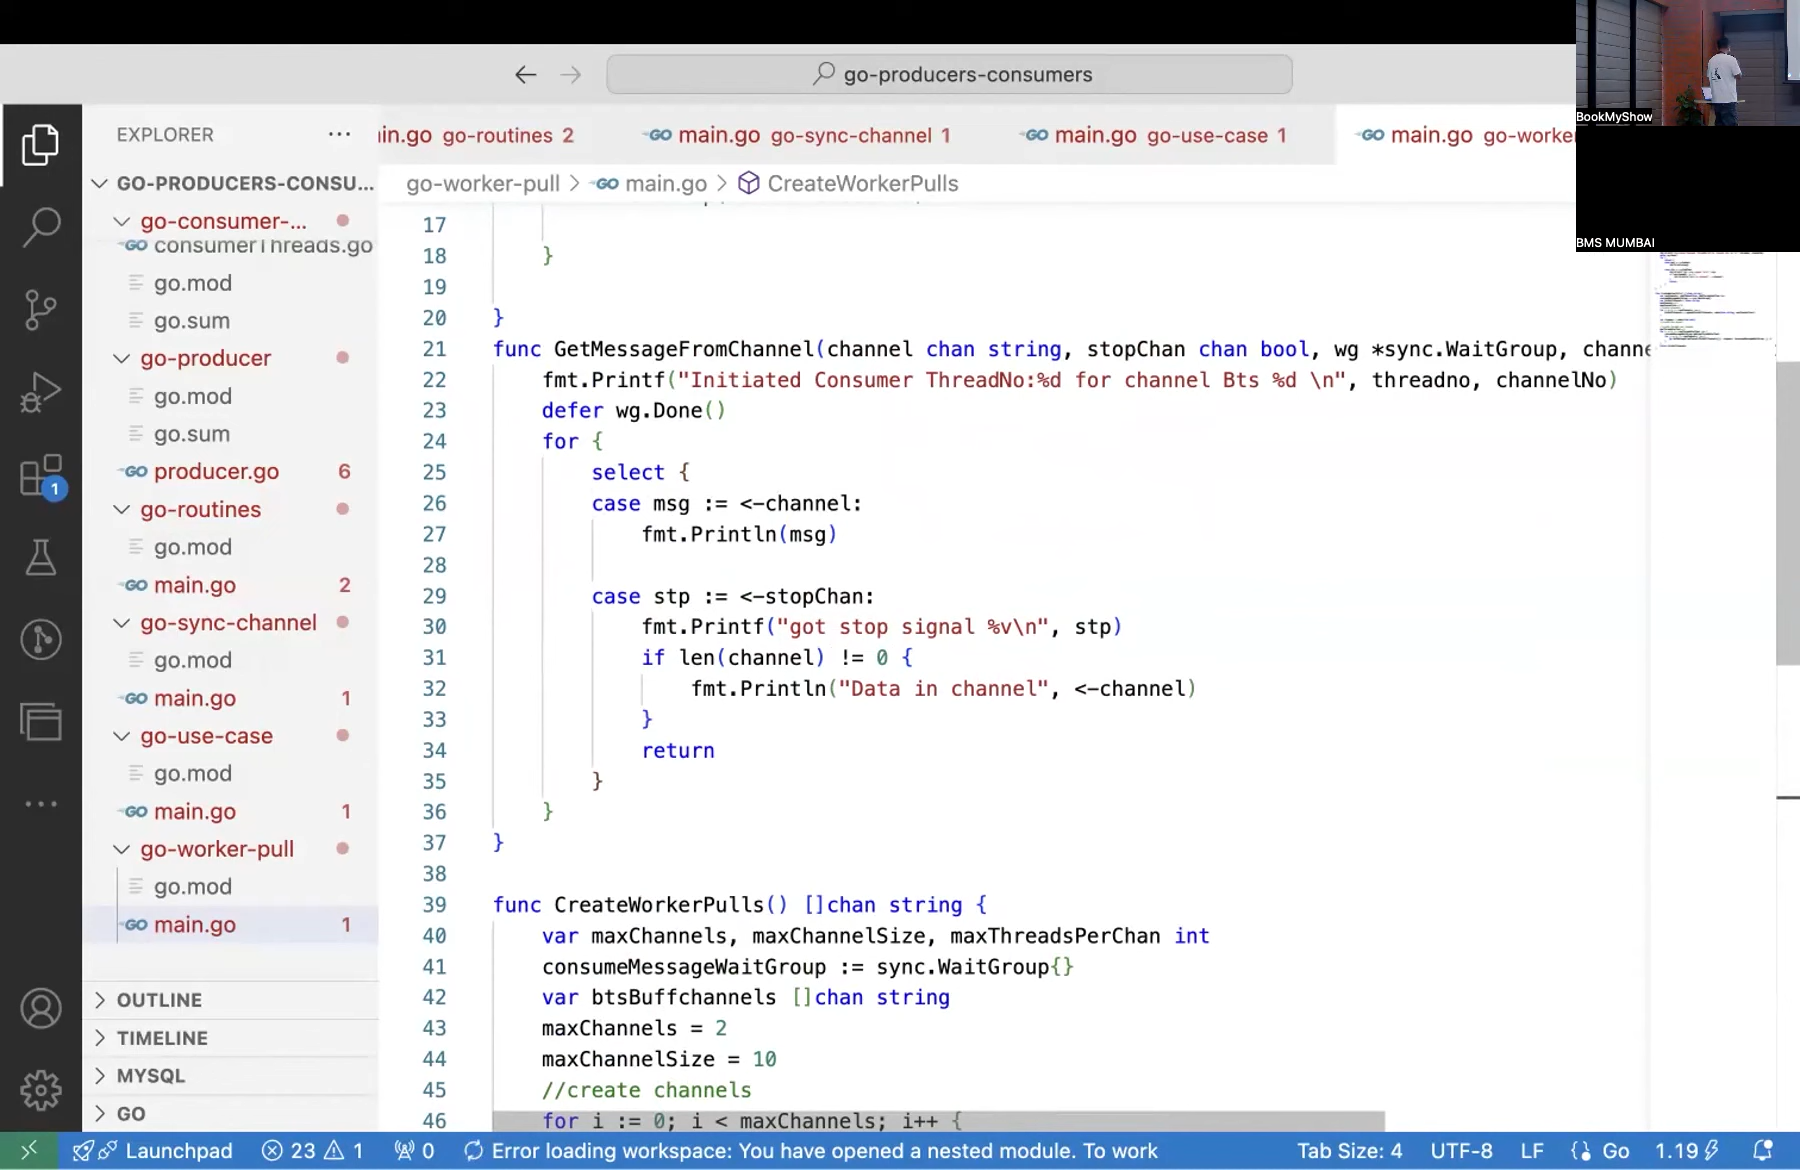 go-producers-consumers
BookMyShow
BMS MUMBAI
EXPLORER
in.go go-routines 2
GO main.go go-sync-channel 1
GO main.go go-use-case 1
GO main.go go-worke
go-worker-pull > GO main.go > CreateWorkerPulls
GO-PRODUCERS-CONSU...
go-consumer-...
GO consumerThreads.go
go.mod
go.sum
go-producer
go.mod
go.sum
GO producer.go 6
go-routines
go.mod
GO main.go 2
go-sync-channel
go.mod
GO main.go 1
go-use-case
go.mod
GO main.go 1
go-worker-pull
go.mod
GO main.go 1
OUTLINE
TIMELINE
MYSQL
GO
1
17
18 }
19
20 }
21 func GetMessageFromChannel(channel chan string, stopChan chan bool, wg *sync.WaitGroup, channe
22 fmt.Printf("Initiated Consumer ThreadNo:%d for channel Bts %d \n", threadno, channelNo)
23 defer wg.Done()
24 for {
25 select {
26 case msg := <-channel:
27 fmt.Println(msg)
28
29 case stp := <-stopChan:
30 fmt.Printf("got stop signal %v\n", stp)
31 if len(channel) != 0 {
32 fmt.Println("Data in channel", <-channel)
33 }
34 return
35 }
36 }
37 }
38
39 func CreateWorkerPulls() []chan string {
40 var maxChannels, maxChannelSize, maxThreadsPerChan int
41 consumeMessageWaitGroup := sync.WaitGroup{}
42 var btsBuffchannels []chan string
43 maxChannels = 2
44 maxChannelSize = 10
45 //create channels
46 for i := 0; i < maxChannels; i++ {
Launchpad 23 1 0 Error loading workspace: You have opened a nested module. To work Tab Size: 4 UTF-8 LF Go 1.19